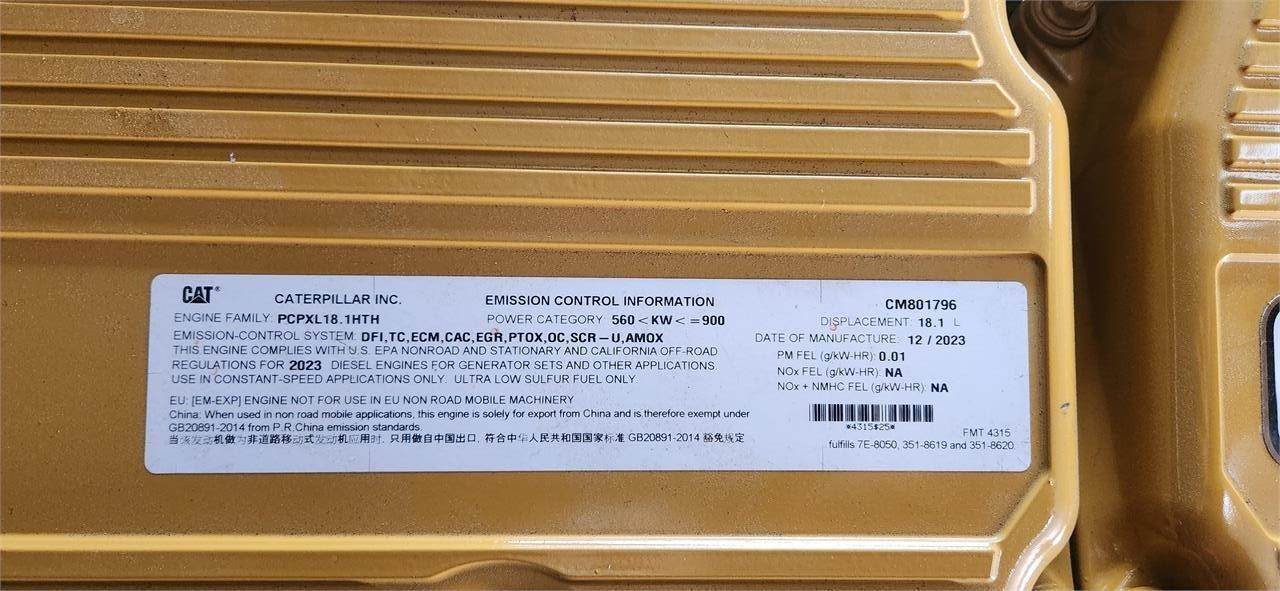 CAT® CATERPILLAR INC. EMISSION CONTROL INFORMATION CM801796
ENGINE FAMILY: PCPXL18.1HTH POWER CATEGORY: 560 < KW < = 900 DISPLACEMENT: 18.1 L
EMISSION-CONTROL SYSTEM: DFI,TC,ECM,CAC,EGR,PTOX,OC,SCR-U,AMOX DATE OF MANUFACTURE: 12 / 2023
THIS ENGINE COMPLIES WITH U.S. EPA NONROAD AND STATIONARY AND CALIFORNIA OFF-ROAD PM FEL (g/kW-HR): 0.01
REGULATIONS FOR 2023 DIESEL ENGINES FOR GENERATOR SETS AND OTHER APPLICATIONS. NOx FEL (g/kW-HR): NA
USE IN CONSTANT-SPEED APPLICATIONS ONLY. ULTRA LOW SULFUR FUEL ONLY NOx + NMHC FEL (g/kW-HR): NA
EU: [EM-EXP] ENGINE NOT FOR USE IN EU NON ROAD MOBILE MACHINERY
China: When used in non road mobile applications, this engine is solely for export from China and is therefore exempt under
GB20891-2014 from P.R.China emission standards.
*4315$25*
当该发动机做为非道路移动式发动机应用时, 只用做自中国出口, 符合中华人民共和国国家标准 GB20891-2014 豁免规定
FMT 4315
fulfills 7E-8050, 351-8619 and 351-8620